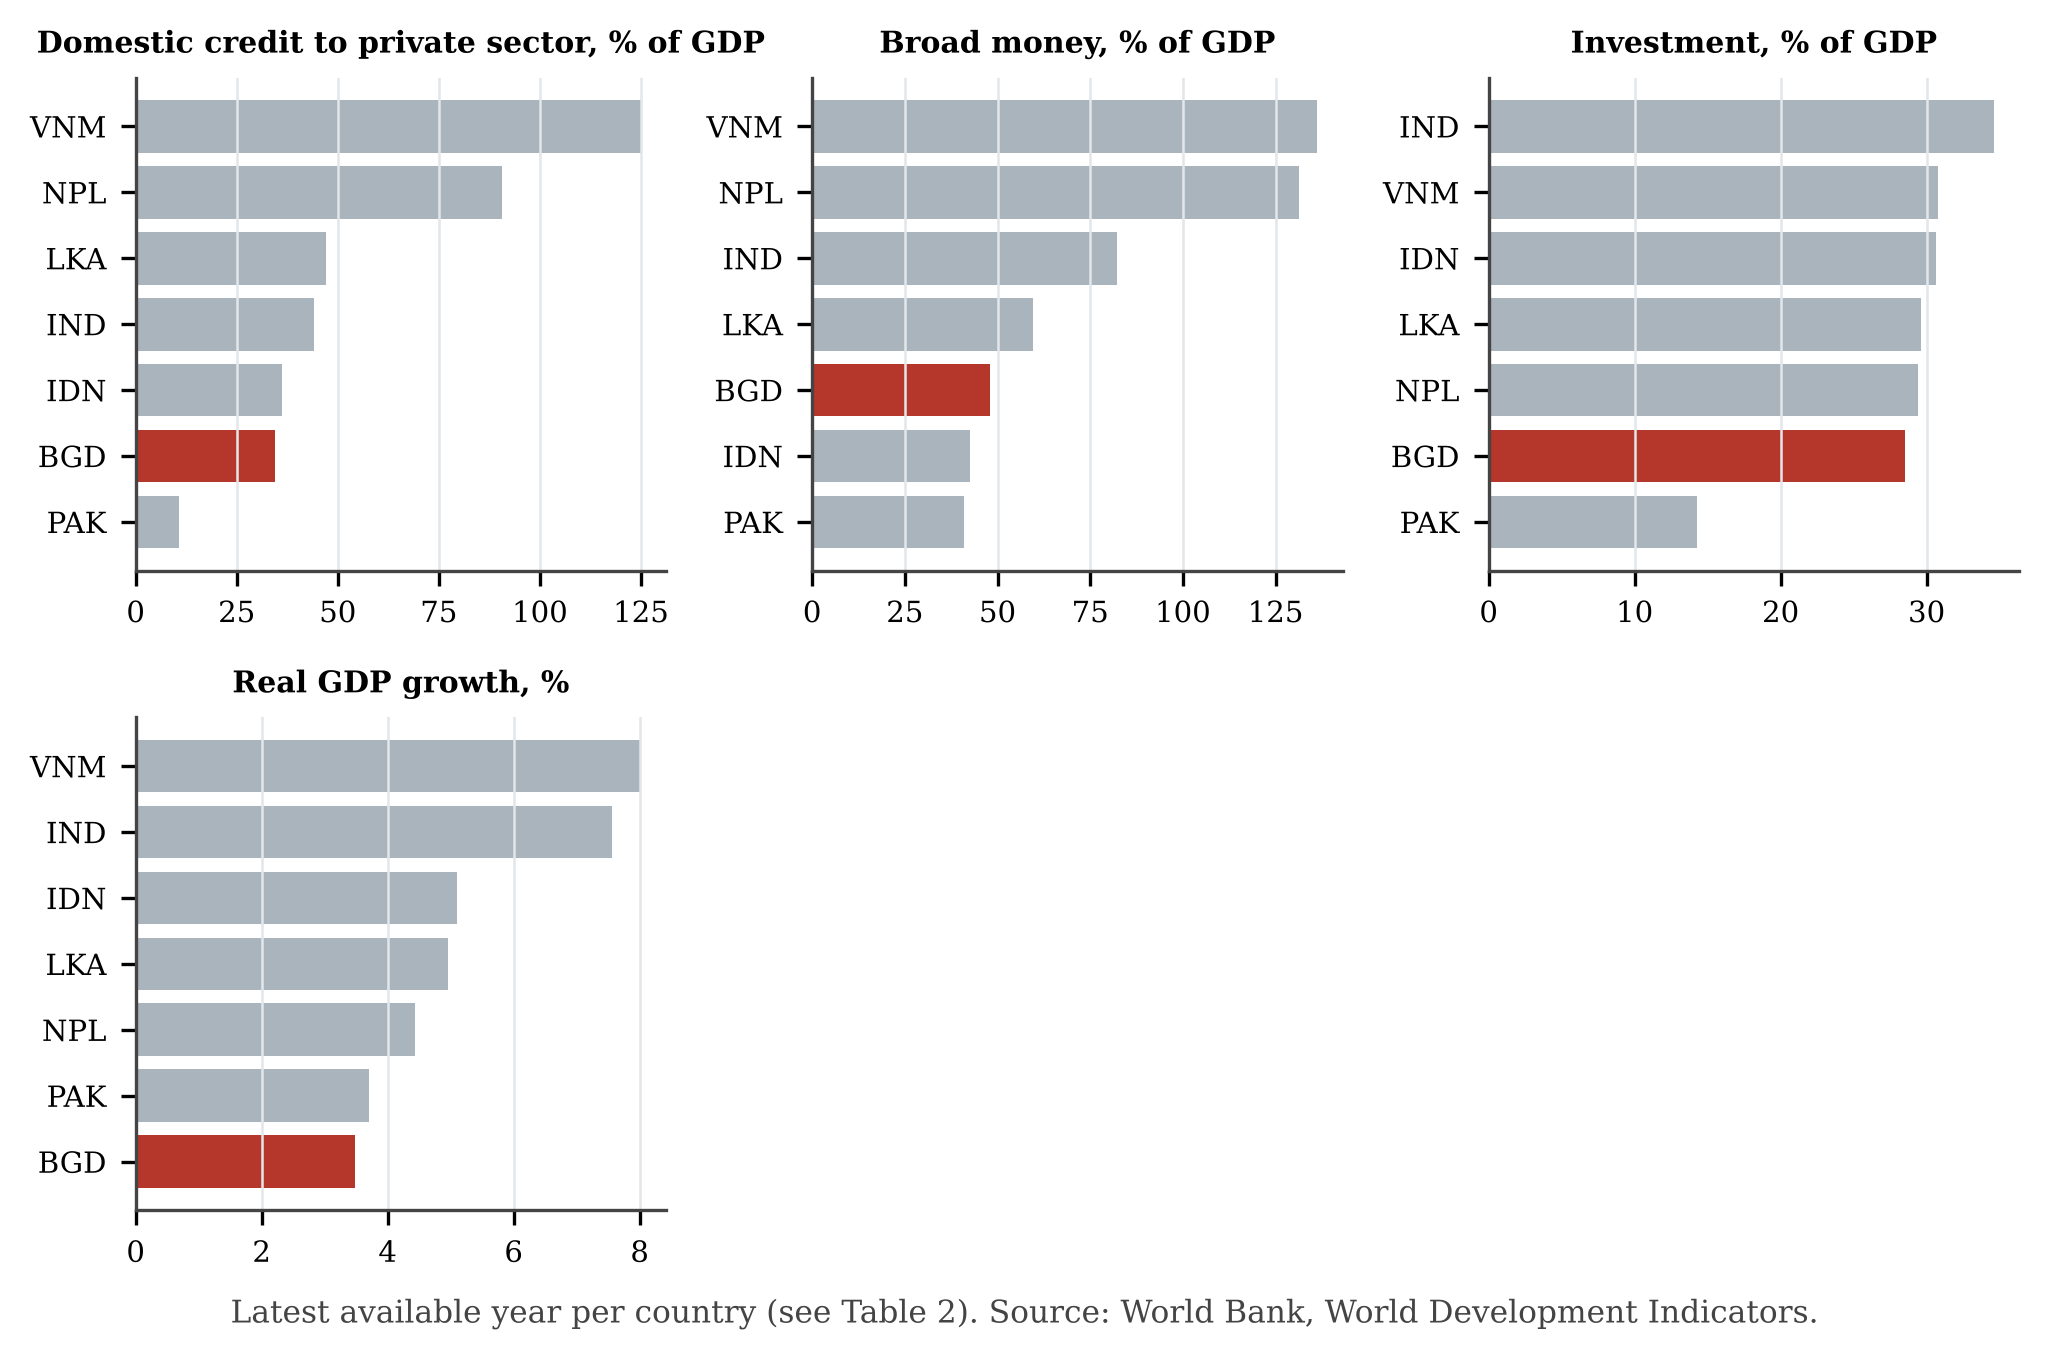 Domestic credit to private sector, % of GDP
VNM
NPL
LKA
IND
IDN
BGD
PAK
0 25 50 75 100 125
Broad money, % of GDP
VNM
NPL
IND
LKA
BGD
IDN
PAK
0 25 50 75 100 125
Investment, % of GDP
IND
VNM
IDN
LKA
NPL
BGD
PAK
0 10 20 30
Real GDP growth, %
VNM
IND
IDN
LKA
NPL
PAK
BGD
0 2 4 6 8
Latest available year per country (see Table 2). Source: World Bank, World Development Indicators.